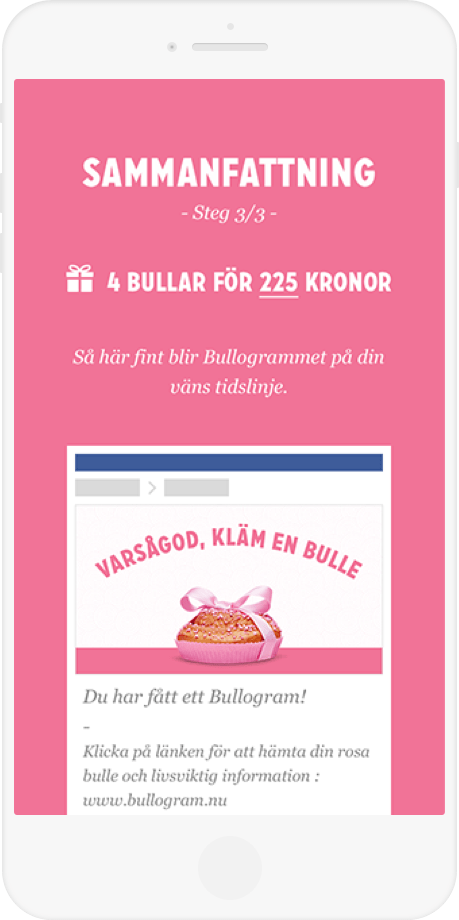 SAMMANFATTNING
- Steg 3/3 -
4 BULLAR FÖR 225 KRONOR
Så här fint blir Bullogrammet på din
väns tidslinje.
VARSÅGOD, KLÄM EN BULLE
Du har fått ett Bullogram!
-
Klicka på länken för att hämta din rosa
bulle och livsviktig information :
www.bullogram.nu